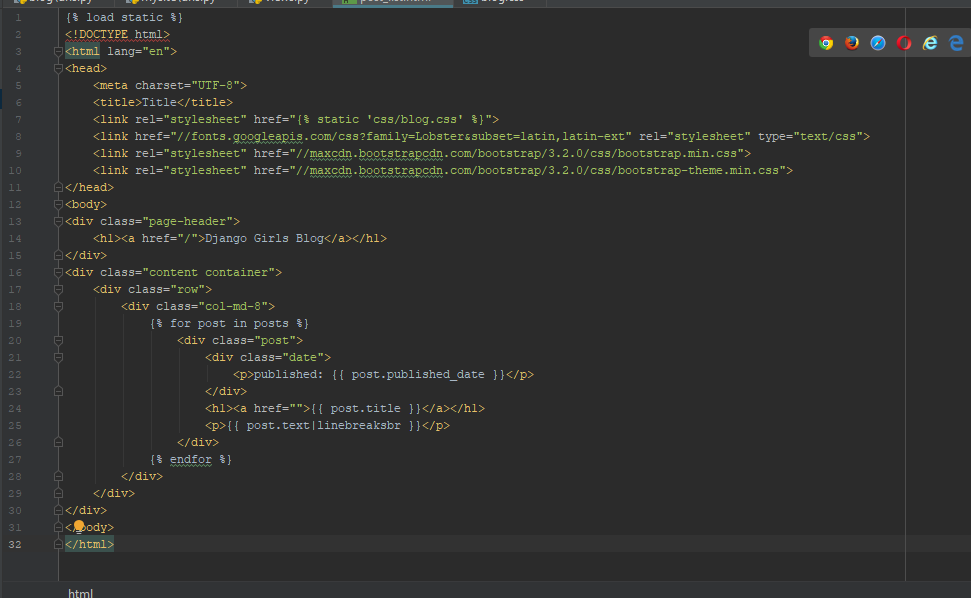 post_list.html
1 {% load static %}
2 <!DOCTYPE html>
3 <html lang="en">
4 <head>
5 <meta charset="UTF-8">
6 <title>Title</title>
7 <link rel="stylesheet" href="{% static 'css/blog.css' %}">
8 <link href="//fonts.googleapis.com/css?family=Lobster&subset=latin,latin-ext" rel="stylesheet" type="text/css">
9 <link rel="stylesheet" href="//maxcdn.bootstrapcdn.com/bootstrap/3.2.0/css/bootstrap.min.css">
10 <link rel="stylesheet" href="//maxcdn.bootstrapcdn.com/bootstrap/3.2.0/css/bootstrap-theme.min.css">
11 </head>
12 <body>
13 <div class="page-header">
14 <h1><a href="/">Django Girls Blog</a></h1>
15 </div>
16 <div class="content container">
17 <div class="row">
18 <div class="col-md-8">
19 {% for post in posts %}
20 <div class="post">
21 <div class="date">
22 <p>published: {{ post.published_date }}</p>
23 </div>
24 <h1><a href="">{{ post.title }}</a></h1>
25 <p>{{ post.text|linebreaksbr }}</p>
26 </div>
27 {% endfor %}
28 </div>
29 </div>
30 </div>
31 </body>
32 </html>
html